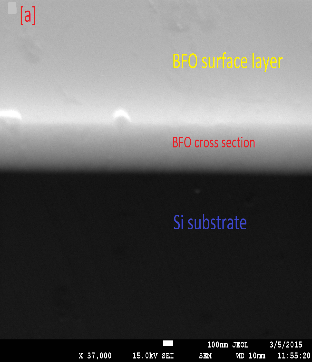 [a]
BFO surface layer
BFO cross section
Si substrate
100nm JEOL 3/5/2015
X 37,000 15.0kV SEI SEM WD 10mm 11:55:20